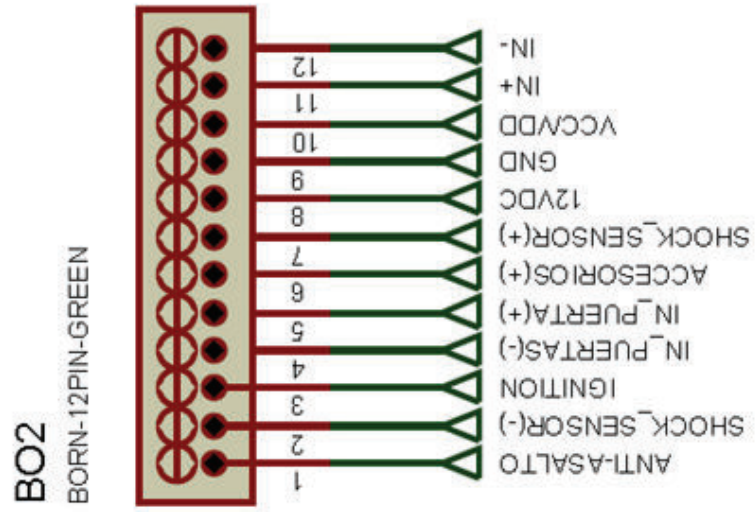 BO2
BORN-12PIN-GREEN
12
IN-
11
IN+
10
VCC/VDD
9
GND
8
12VDC
7
SHOCK_SENSOR(+)
6
ACCESORIOS(+)
5
IN_PUERTA(+)
4
IN_PUERTAS(-)
3
IGNITION
2
SHOCK_SENSOR(-)
1
ANTI-ASALTO